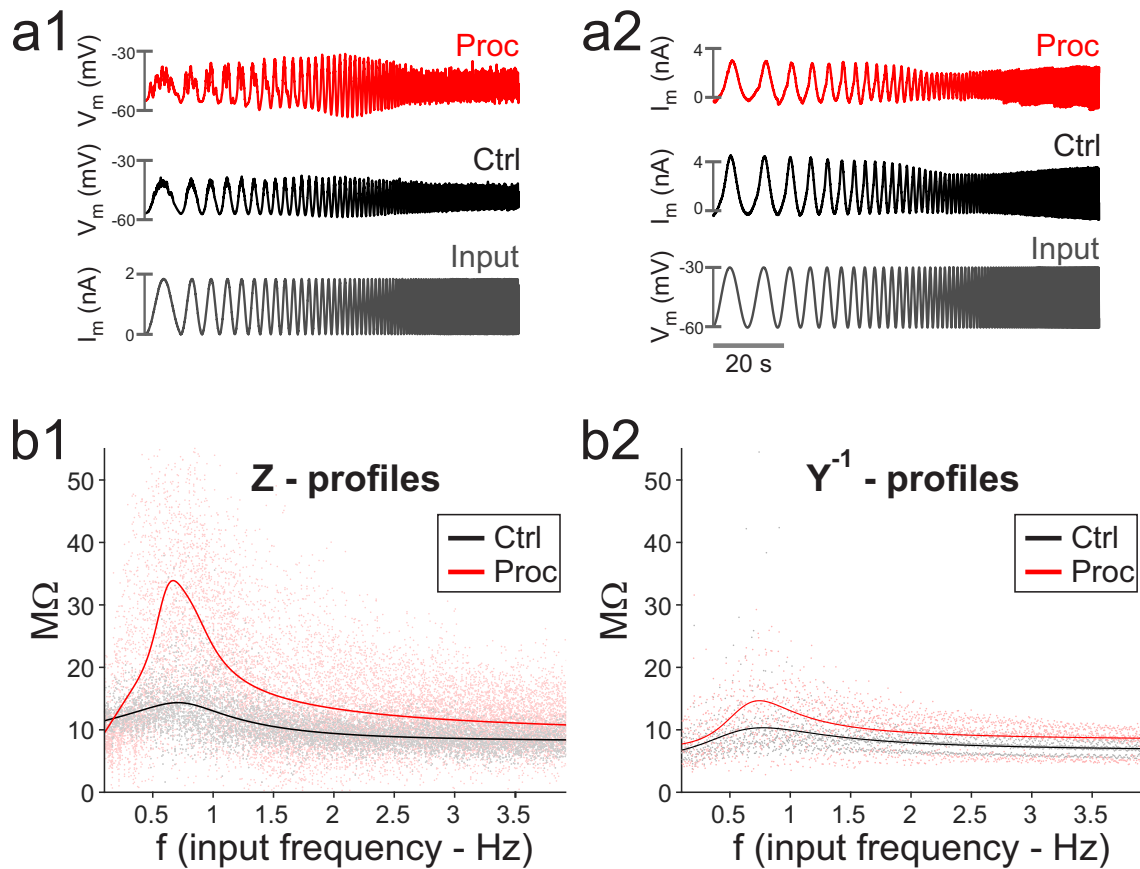 a1
Proc
-30
V_m (mV)
-60
Ctrl
-30
V_m (mV)
-60
Input
2
I_m (nA)
0
a2
Proc
4
I_m (nA)
0
Ctrl
4
I_m (nA)
0
Input
-30
V_m (mV)
-60
20 s
b1
Z - profiles
50
40
30
20
10
0
MΩ
Ctrl
Proc
0.5 1 1.5 2 2.5 3 3.5
f (input frequency - Hz)
b2
Y⁻¹ - profiles
50
40
30
20
10
0
MΩ
Ctrl
Proc
0.5 1 1.5 2 2.5 3 3.5
f (input frequency - Hz)